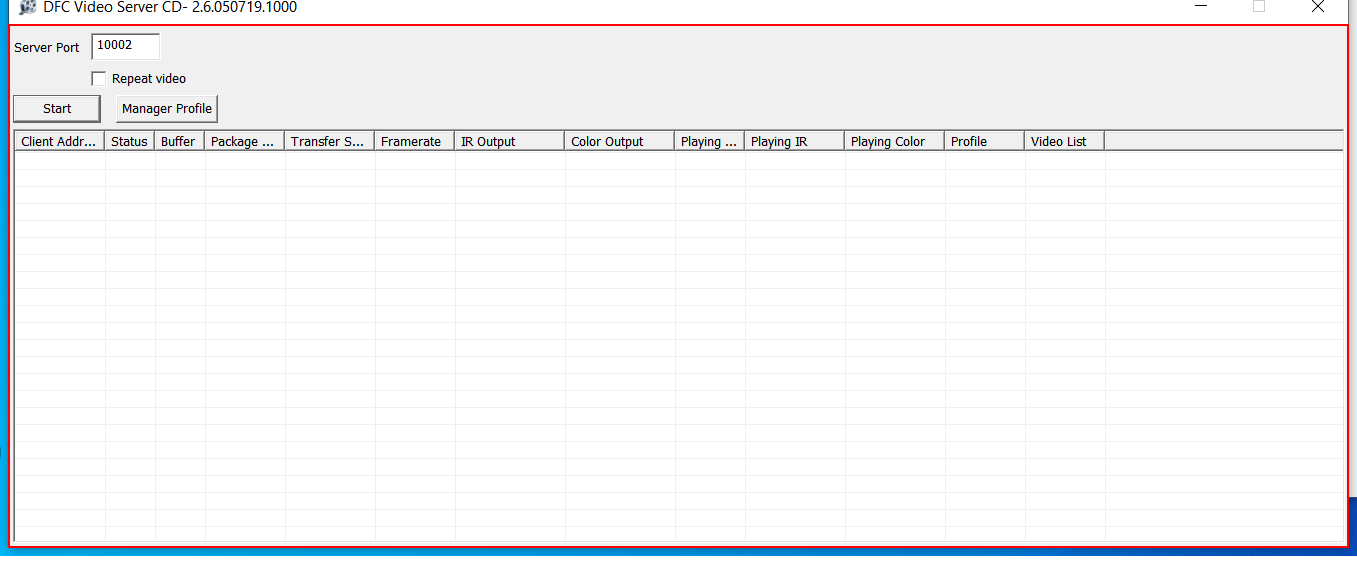 DFC Video Server CD- 2.6.050719.1000
Server Port 10002
Repeat video
Start Manager Profile
Client Addr... Status Buffer Package ... Transfer S... Framerate IR Output Color Output Playing ... Playing IR Playing Color Profile Video List